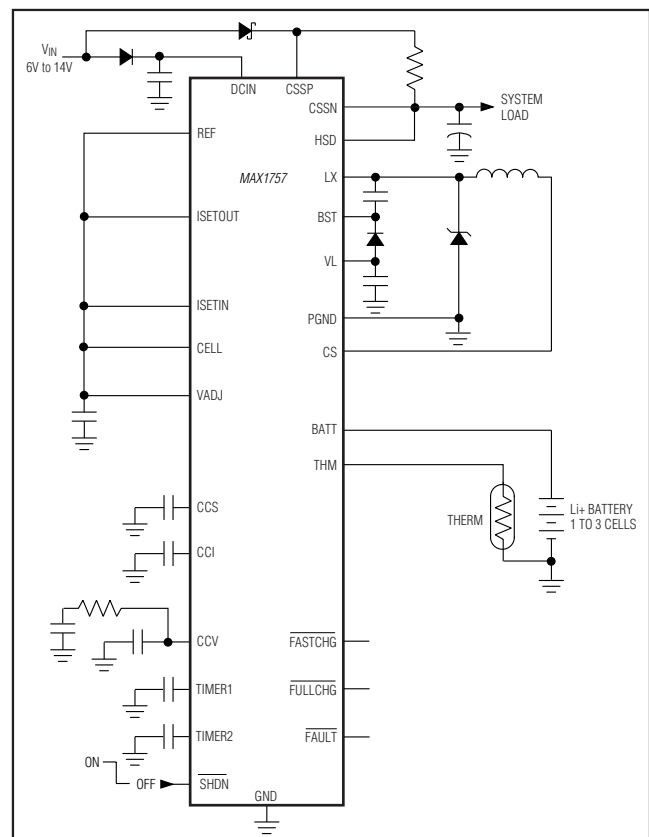 VIN
6V to 14V
DCIN
CSSP
CSSN
SYSTEM
LOAD
HSD
REF
MAX1757
LX
ISETOUT
BST
VL
ISETIN
PGND
CELL
CS
VADJ
BATT
THM
CCS
THERM
Li+ BATTERY
1 TO 3 CELLS
CCI
CCV
FASTCHG
TIMER1
FULLCHG
TIMER2
FAULT
ON
OFF
SHDN
GND